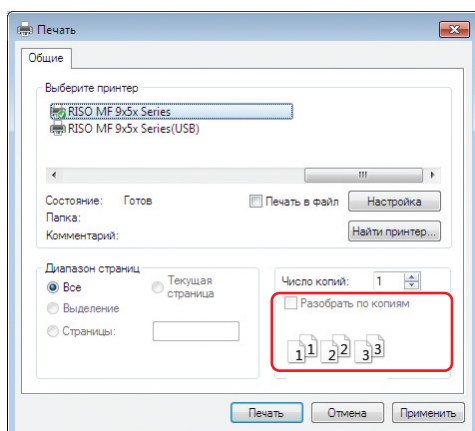 Печать
Общие
Выберите принтер
RISO MF 9x5x Series
RISO MF 9x5x Series(USB)
Состояние: Готов
Печать в файл
Настройка
Папка:
Комментарий:
Найти принтер...
Диапазон страниц
Все
Текущая страница
Выделение
Страницы:
Число копий: 1
Разобрать по копиям
1 1 2 2 3 3
Печать Отмена Применить